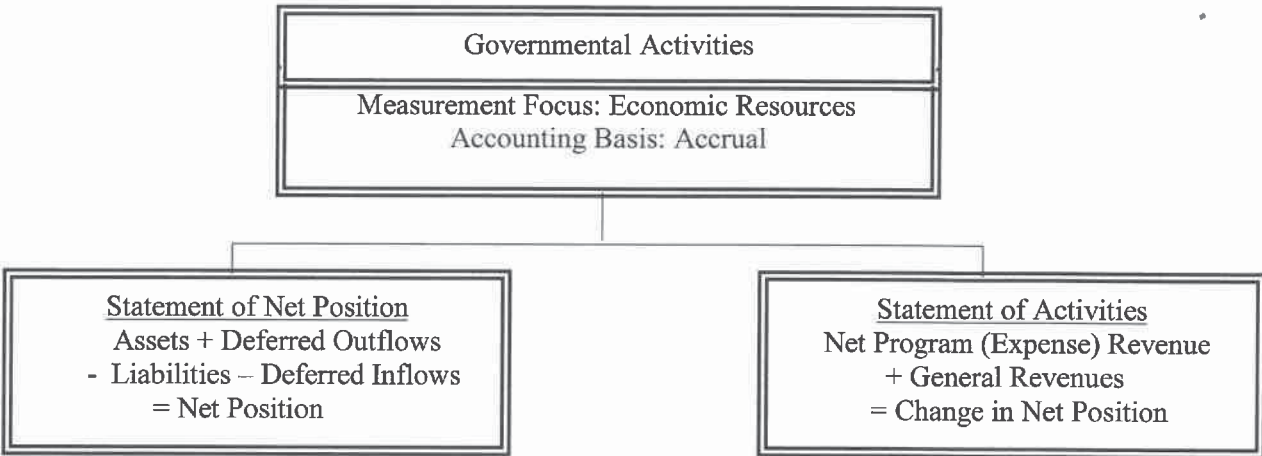 Governmental Activities
Measurement Focus: Economic Resources
Accounting Basis: Accrual
Statement of Net Position
Assets + Deferred Outflows
- Liabilities – Deferred Inflows
= Net Position
Statement of Activities
Net Program (Expense) Revenue
+ General Revenues
= Change in Net Position